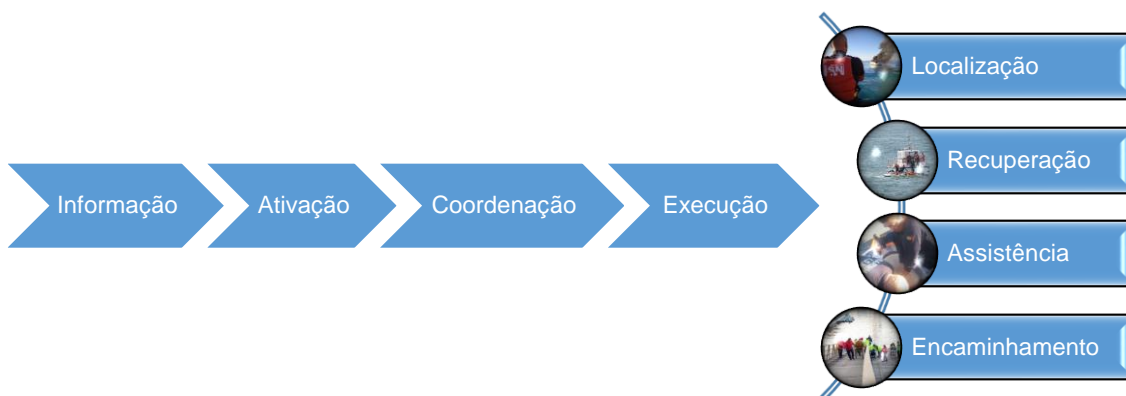 Informação
Ativação
Coordenação
Execução
Localização
Recuperação
Assistência
Encaminhamento